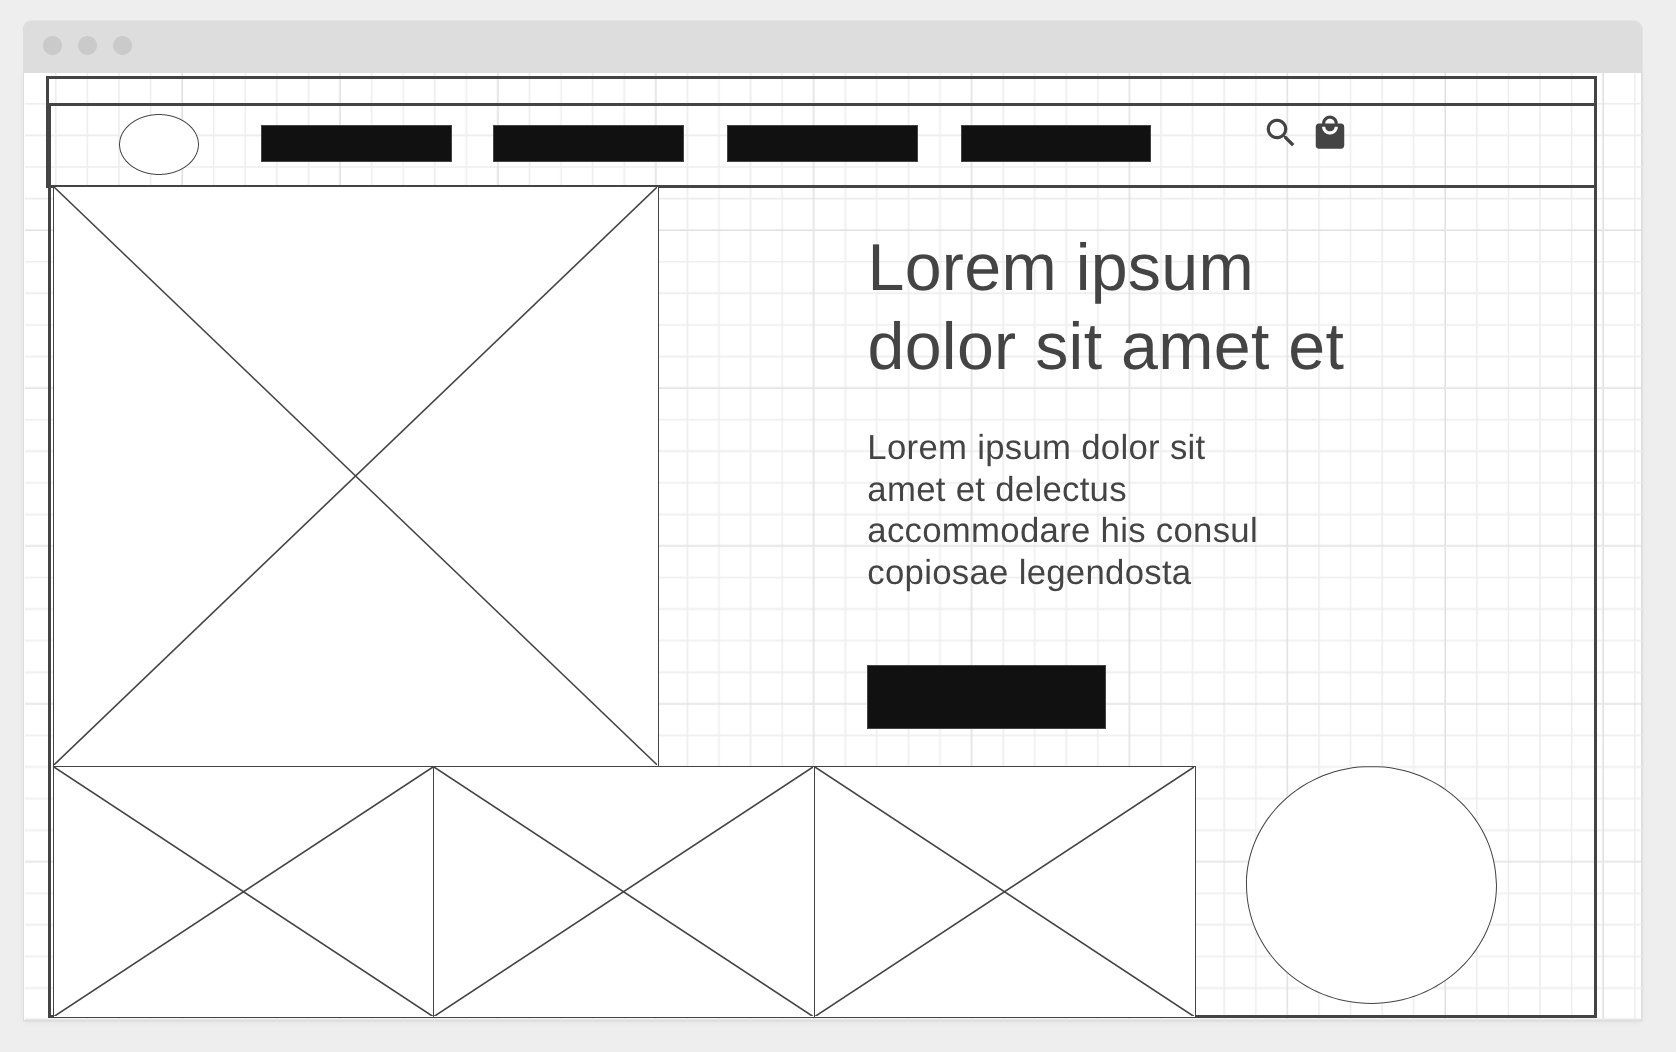 Lorem ipsum
dolor sit amet et
Lorem ipsum dolor sit
amet et delectus
accommodare his consul
copiosae legendosta